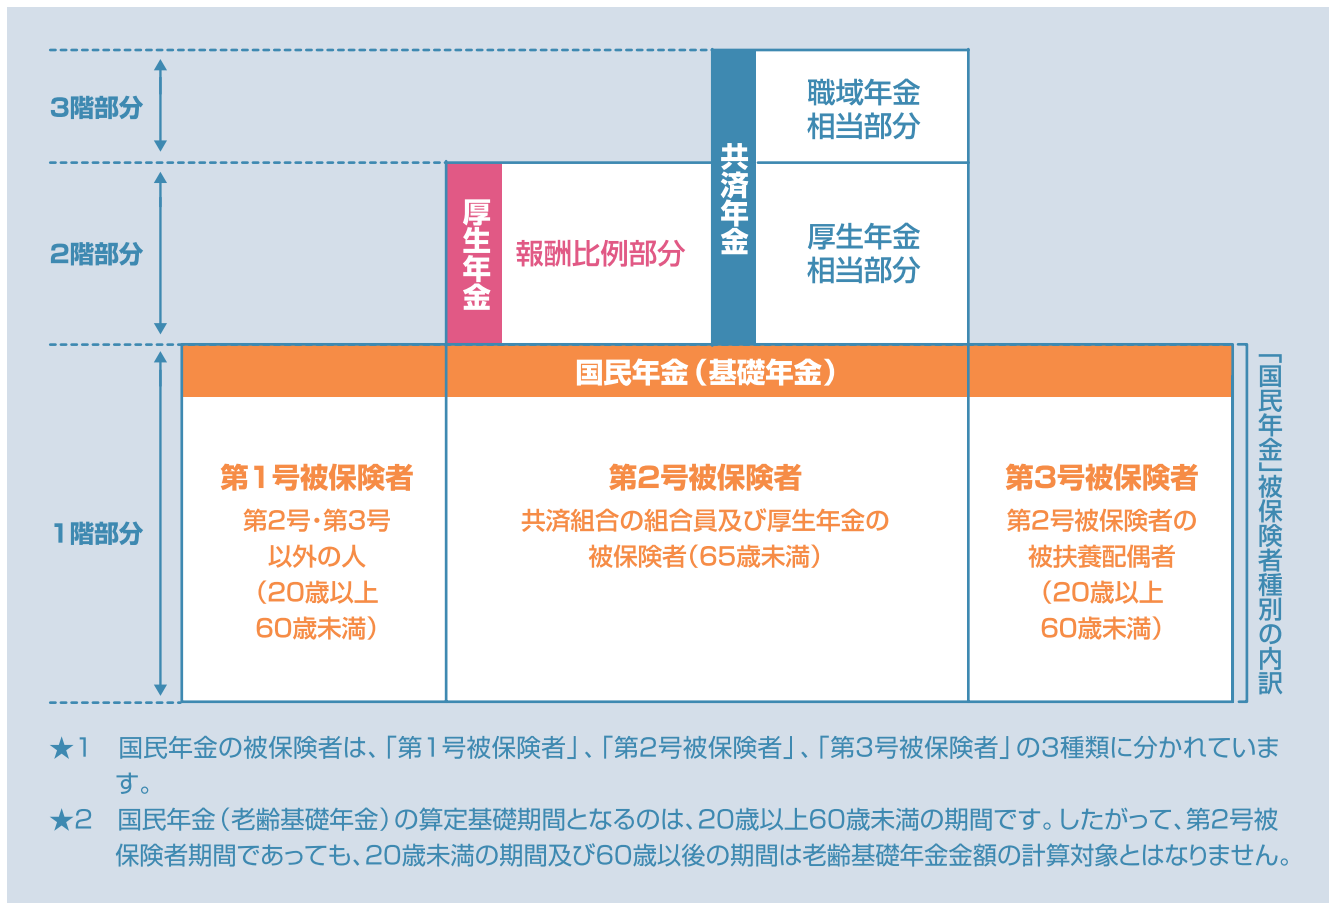 3階部分
職域年金
相当部分
共済年金
2階部分
厚生年金
報酬比例部分
厚生年金
相当部分
国民年金（基礎年金）
1階部分
第1号被保険者
第2号・第3号
以外の人
（20歳以上
60歳未満）
第2号被保険者
共済組合の組合員及び厚生年金の
被保険者（65歳未満）
第3号被保険者
第2号被保険者の
被扶養配偶者
（20歳以上
60歳未満）
「国民年金」被保険者種別の内訳
★1　国民年金の被保険者は、「第1号被保険者」、「第2号被保険者」、「第3号被保険者」の3種類に分かれていま
す。
★2　国民年金（老齢基礎年金）の算定基礎期間となるのは、20歳以上60歳未満の期間です。したがって、第2号被
保険者期間であっても、20歳未満の期間及び60歳以後の期間は老齢基礎年金金額の計算対象とはなりません。